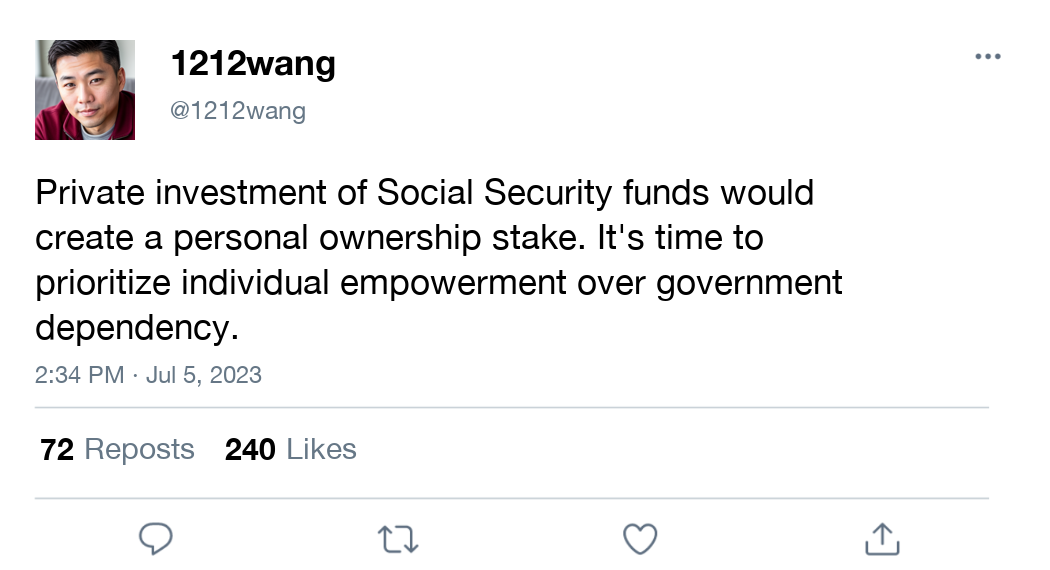 1212wang
@1212wang
Private investment of Social Security funds would
create a personal ownership stake. It's time to
prioritize individual empowerment over government
dependency.
2:34 PM · Jul 5, 2023
72 Reposts 240 Likes